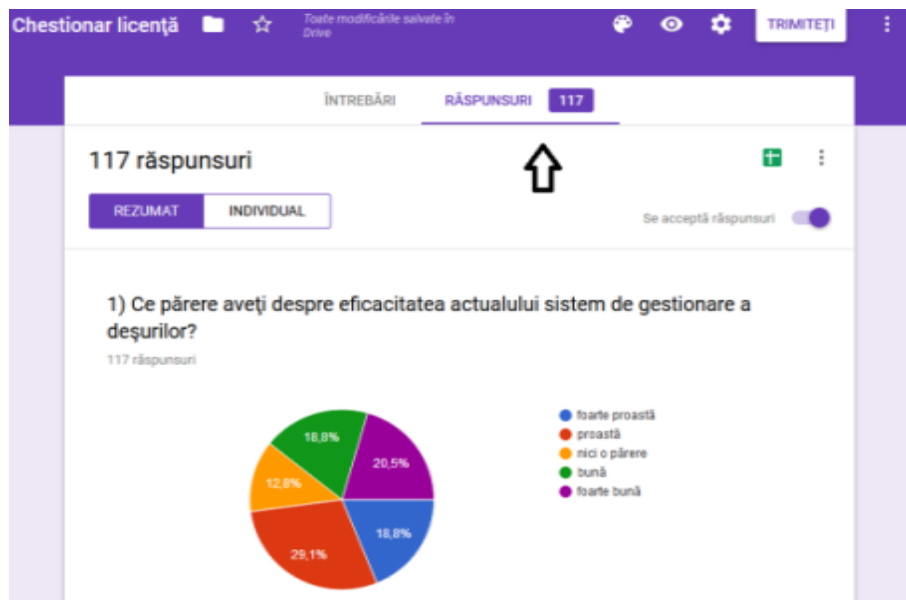 Chestionar licenţă
Toate modificările salvate în
Drive
TRIMITEŢI
ÎNTREBĂRI
RĂSPUNSURI 117
117 răspunsuri
REZUMAT
INDIVIDUAL
Se acceptă răspunsuri
1) Ce părere aveţi despre eficacitatea actualului sistem de gestionare a
deşurilor?
117 răspunsuri
18,8%
20,5%
12,8%
18,8%
29,1%
foarte proastă
proastă
nici o părere
bună
foarte bună